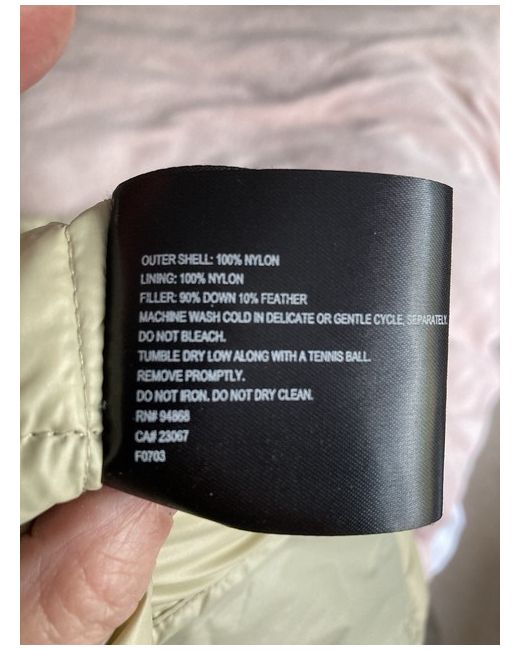 OUTER SHELL: 100% NYLON
LINING: 100% NYLON
FILLER: 90% DOWN 10% FEATHER
MACHINE WASH COLD IN DELICATE OR GENTLE CYCLE, SEPARATELY.
DO NOT BLEACH.
TUMBLE DRY LOW ALONG WITH A TENNIS BALL.
REMOVE PROMPTLY.
DO NOT IRON. DO NOT DRY CLEAN.
RN# 94868
CA# 23067
F0703